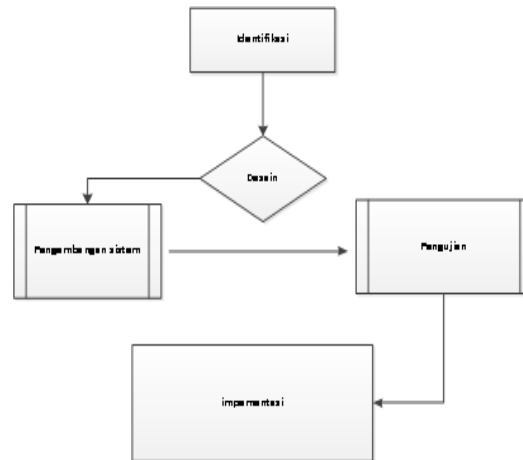 Identifikasi
Desain
Pengembangan sistem
Pengujian
impementasi